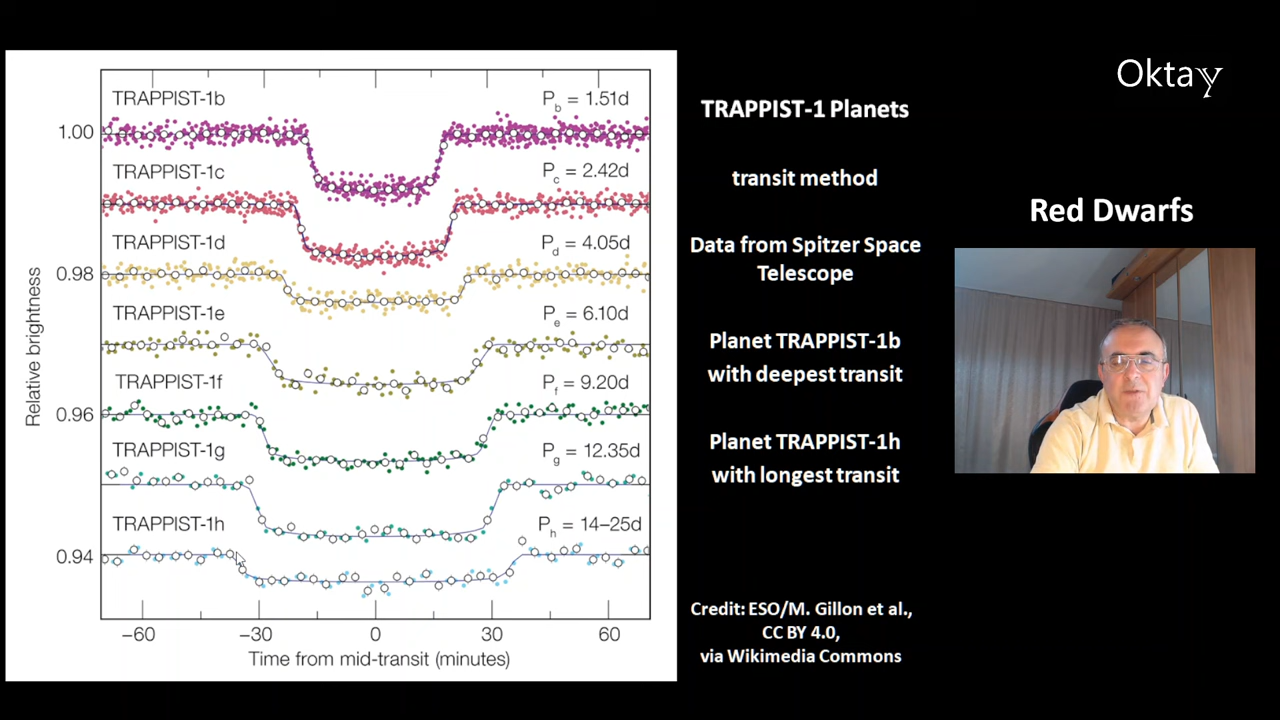 TRAPPIST-1b
P_b = 1.51d
1.00
TRAPPIST-1c
P_c = 2.42d
TRAPPIST-1d
P_d = 4.05d
0.98
TRAPPIST-1e
P_e = 6.10d
TRAPPIST-1f
P_f = 9.20d
0.96
TRAPPIST-1g
P_g = 12.35d
TRAPPIST-1h
P_h = 14–25d
0.94
Relative brightness
−60 −30 0 30 60
Time from mid-transit (minutes)
TRAPPIST-1 Planets
transit method
Data from Spitzer Space
Telescope
Planet TRAPPIST-1b
with deepest transit
Planet TRAPPIST-1h
with longest transit
Credit: ESO/M. Gillon et al.,
CC BY 4.0,
via Wikimedia Commons
Oktay
Red Dwarfs